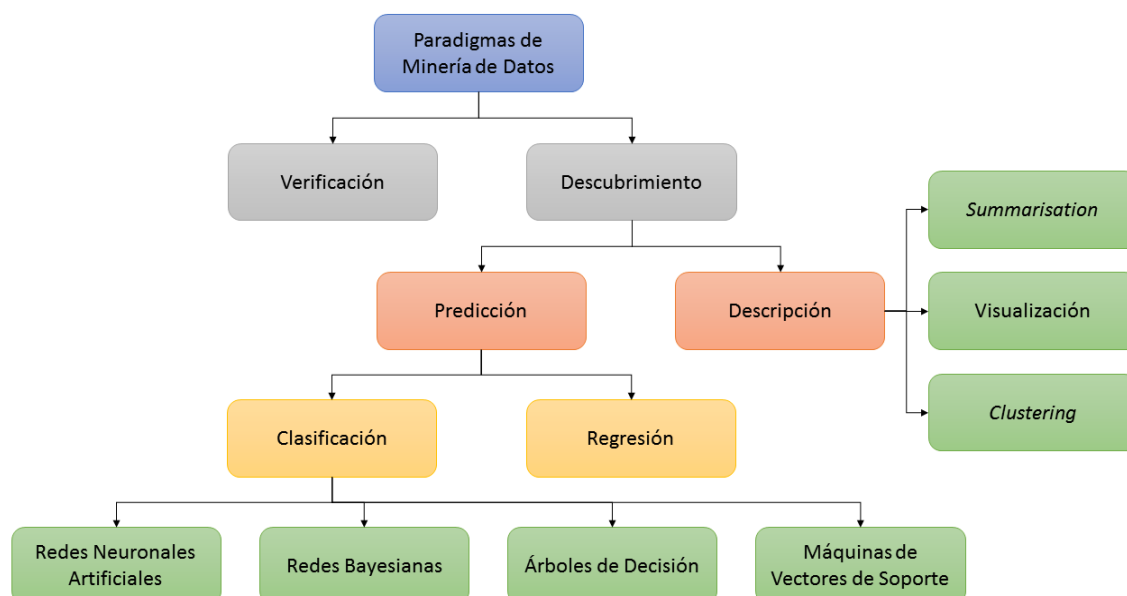 Paradigmas de
Minería de Datos
Verificación
Descubrimiento
Summarisation
Predicción
Descripción
Visualización
Clasificación
Regresión
Clustering
Redes Neuronales
Artificiales
Redes Bayesianas
Árboles de Decisión
Máquinas de
Vectores de Soporte